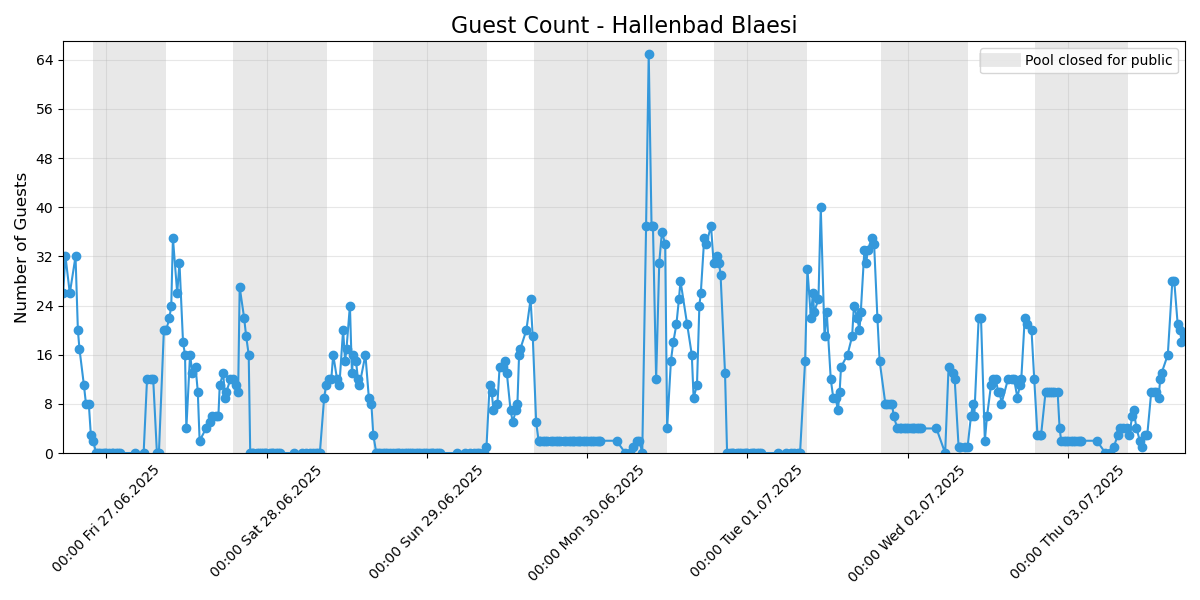 Guest Count - Hallenbad Blaesi
Pool closed for public
Number of Guests
64
56
48
40
32
24
16
8
0
00:00 Fri 27.06.2025
00:00 Sat 28.06.2025
00:00 Sun 29.06.2025
00:00 Mon 30.06.2025
00:00 Tue 01.07.2025
00:00 Wed 02.07.2025
00:00 Thu 03.07.2025